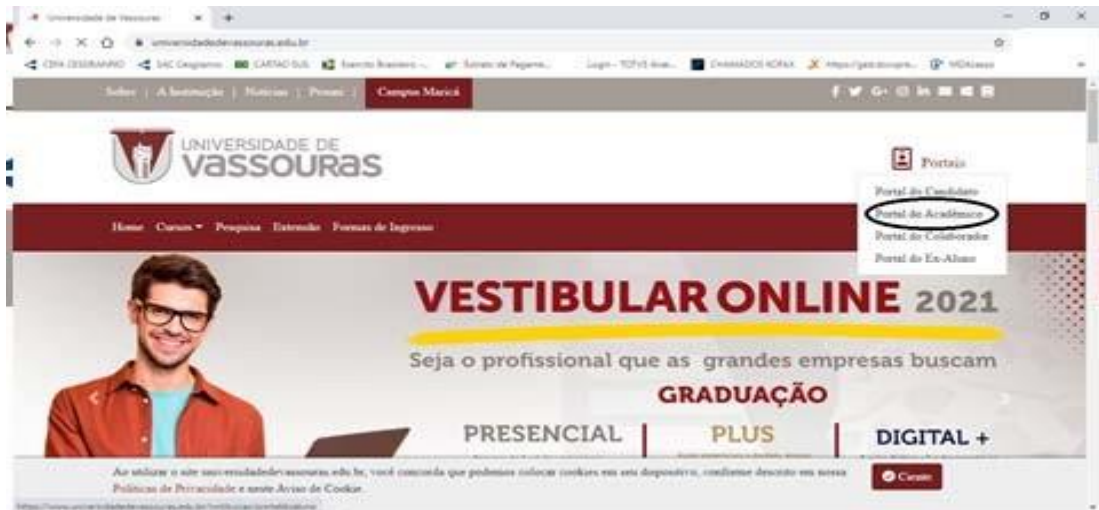 Universidade de Vassouras
universidadedevassouras.edu.br
Sobre | A Instituição | Notícias | Prouni | Campus Maricá
UNIVERSIDADE DE
VASSOURAS
Portais
Portal do Candidato
Portal do Acadêmico
Portal do Colaborador
Portal do Ex-Aluno
Home Cursos Pesquisa Extensão Formas de Ingresso
VESTIBULAR ONLINE 2021
Seja o profissional que as grandes empresas buscam
GRADUAÇÃO
PRESENCIAL
PLUS
DIGITAL +
Ao utilizar o site universidadedevassouras.edu.br, você concorda que podemos colocar cookies em seu dispositivo, conforme descrito em nossa
Políticas de Privacidade e neste Aviso de Cookie.
Ciente